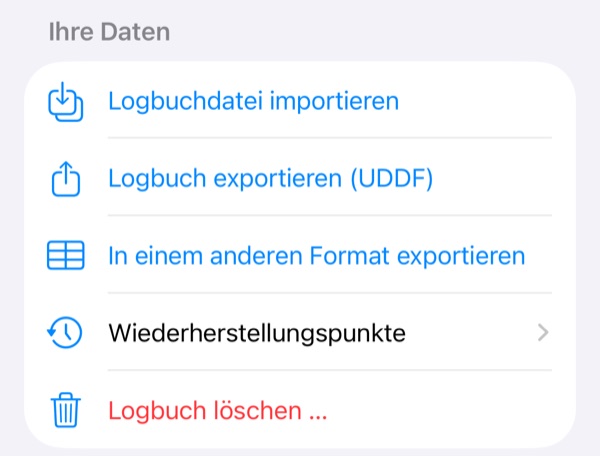 Ihre Daten
Logbuchdatei importieren
Logbuch exportieren (UDDF)
In einem anderen Format exportieren
Wiederherstellungspunkte
Logbuch löschen ...